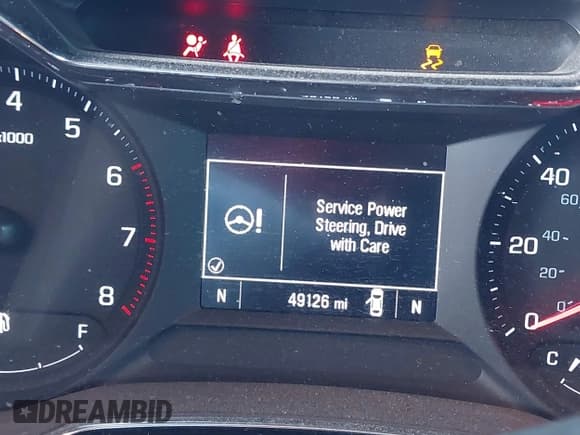 4
5
x1000
6
7
8
F
Service Power
Steering, Drive
with Care
N 49126 mi N
40
60
20
40
20
0
0
C
DREAMBID